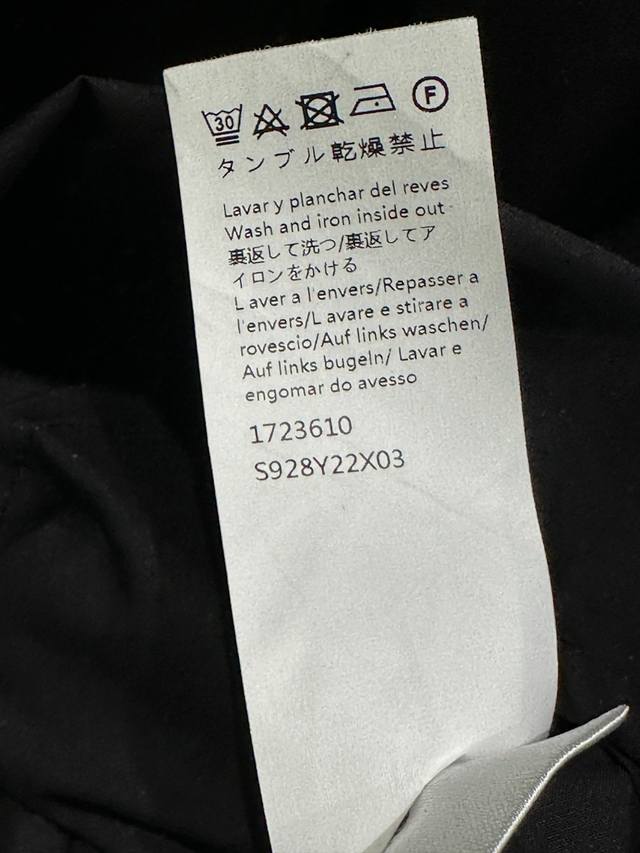 30 F
タンブル乾燥禁止
Lavar y planchar del reves
Wash and iron inside out
裏返して洗つ/裏返してア
イロンをかける
L aver a l'envers/Repasser a
l'envers/L avare e stirare a
rovescio/Auf links waschen/
Auf links bugeln/ Lavar e
engomar do avesso
1723610
S928Y22X03